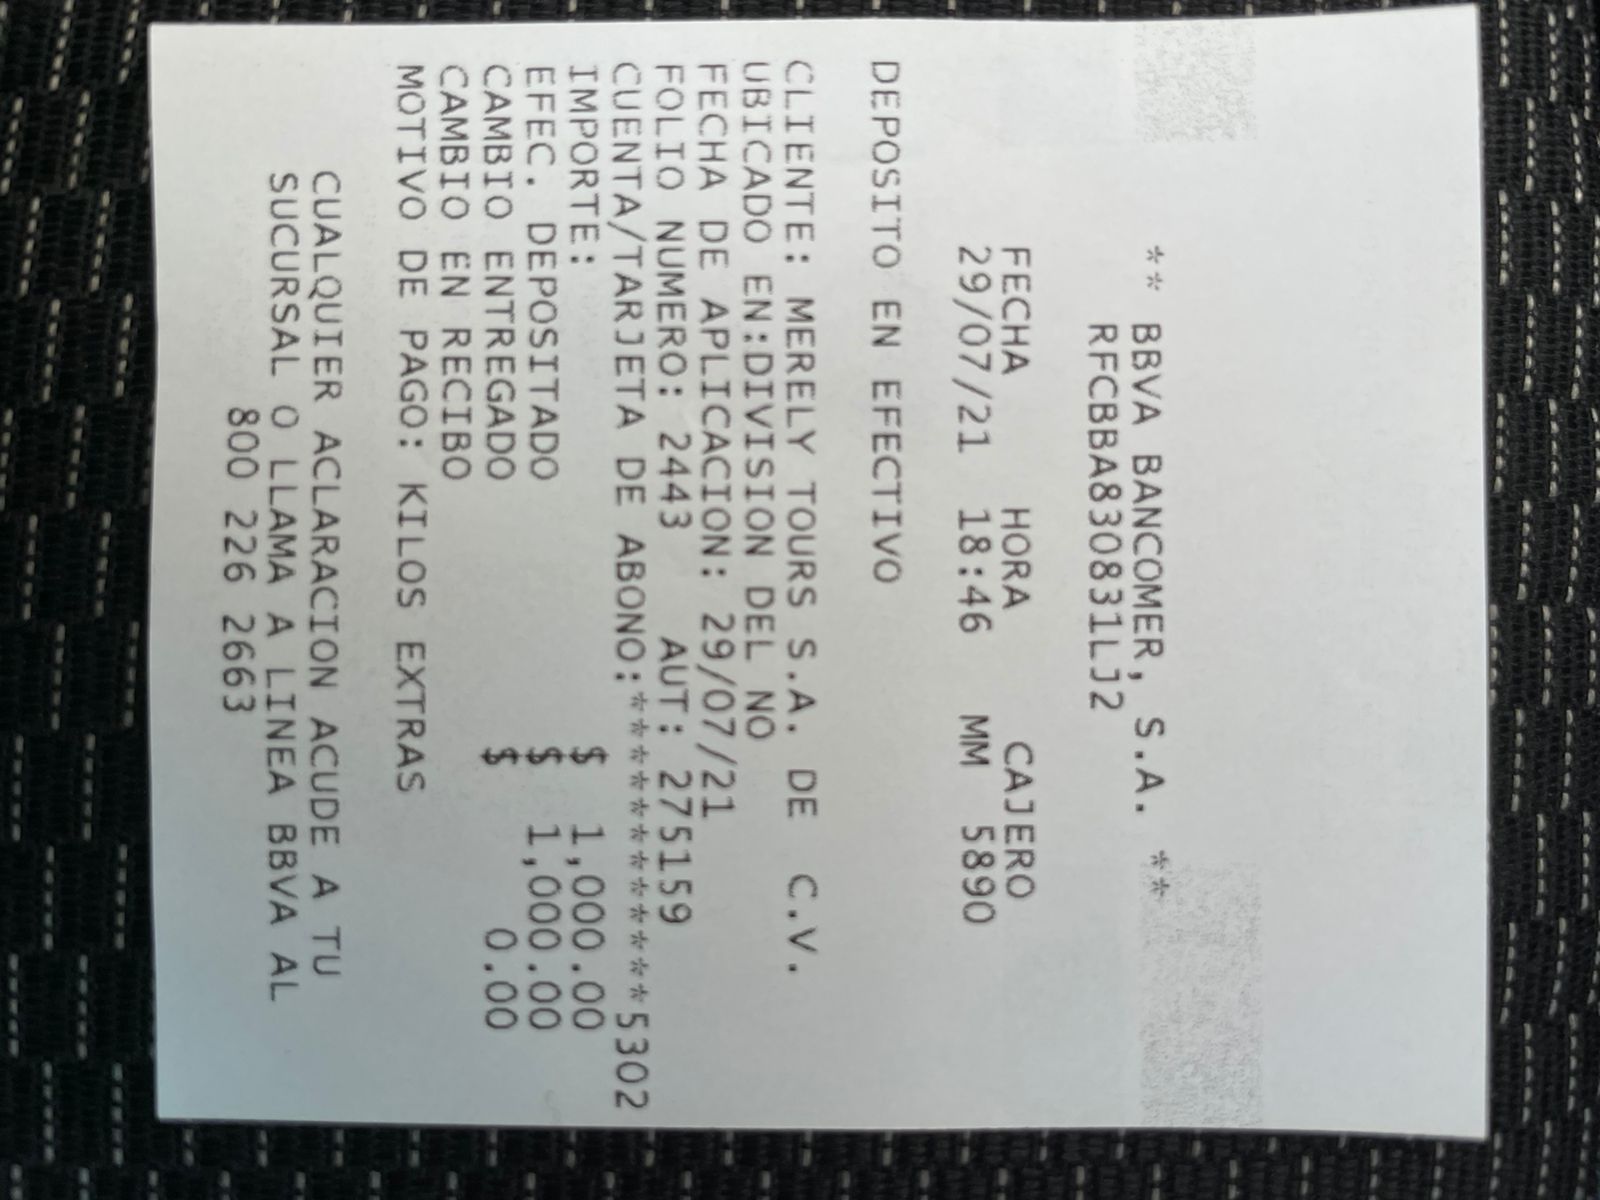 ** BBVA BANCOMER, S.A. **
RFCBBA830831LJ2
FECHA HORA CAJERO
29/07/21 18:46 MM 5890
DEPOSITO EN EFECTIVO
CLIENTE: MERELY TOURS S.A. DE C.V.
UBICADO EN:DIVISION DEL NO
FECHA DE APLICACION: 29/07/21
FOLIO NUMERO: 2443 AUT: 275159
CUENTA/TARJETA DE ABONO:************5302
IMPORTE: $ 1,000.00
EFEC. DEPOSITADO $ 1,000.00
CAMBIO ENTREGADO $ 0.00
CAMBIO EN RECIBO
MOTIVO DE PAGO: KILOS EXTRAS
CUALQUIER ACLARACION ACUDE A TU
SUCURSAL O LLAMA A LINEA BBVA AL
800 226 2663